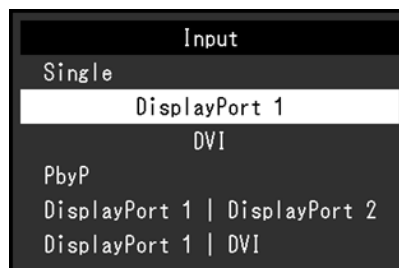 Input
Single
DisplayPort 1
DVI
PbyP
DisplayPort 1 | DisplayPort 2
DisplayPort 1 | DVI